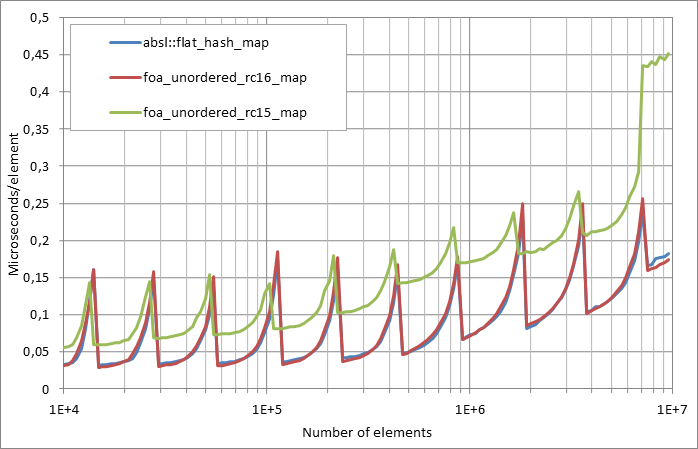 0,5
0,45
0,4
0,35
0,3
0,25
0,2
0,15
0,1
0,05
0
Microseconds/element
absl::flat_hash_map
foa_unordered_rc16_map
foa_unordered_rc15_map
1E+4
1E+5
1E+6
1E+7
Number of elements